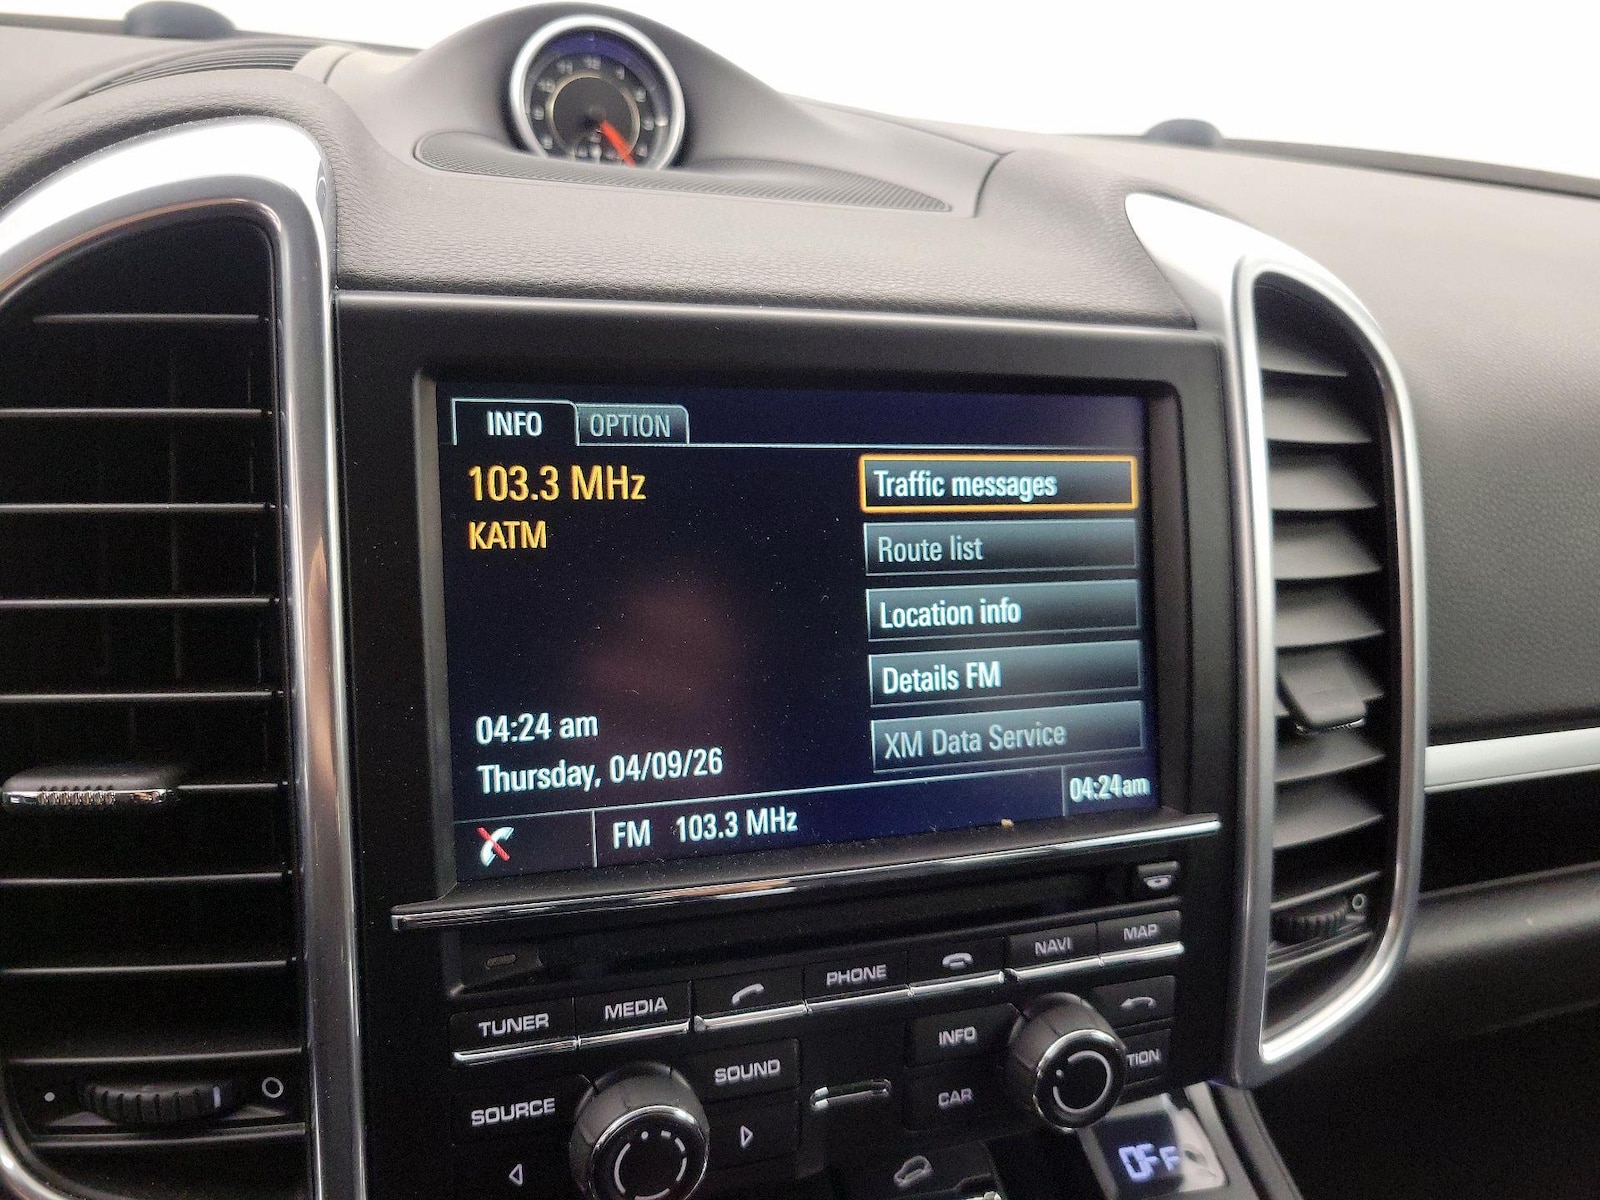 INFO OPTION
103.3 MHz
KATM
Traffic messages
Route list
Location info
Details FM
XM Data Service
04:24 am
Thursday, 04/09/26
FM 103.3 MHz
04:24am
TUNER MEDIA PHONE NAVI MAP
SOURCE SOUND INFO
CAR
OFF